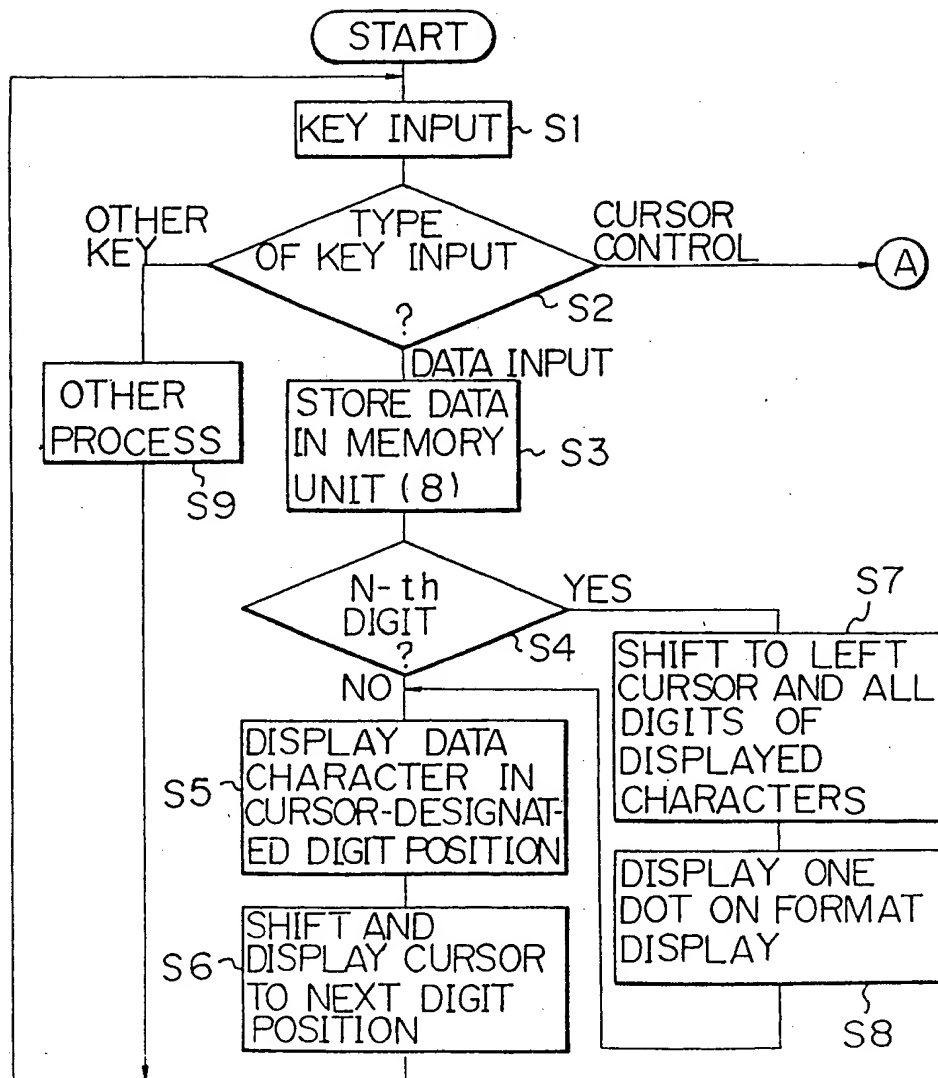 START
KEY INPUT
S1
OTHER
KEY
TYPE
OF KEY INPUT
?
S2
CURSOR
CONTROL
A
DATA INPUT
OTHER
PROCESS
S9
STORE DATA
IN MEMORY
UNIT (8)
S3
N-th
DIGIT
?
S4
YES
NO
S7
SHIFT TO LEFT
CURSOR AND ALL
DIGITS OF
DISPLAYED
CHARACTERS
S5
DISPLAY DATA
CHARACTER IN
CURSOR-DESIGNAT-
ED DIGIT POSITION
DISPLAY ONE
DOT ON FORMAT
DISPLAY
S8
S6
SHIFT AND
DISPLAY CURSOR
TO NEXT DIGIT
POSITION